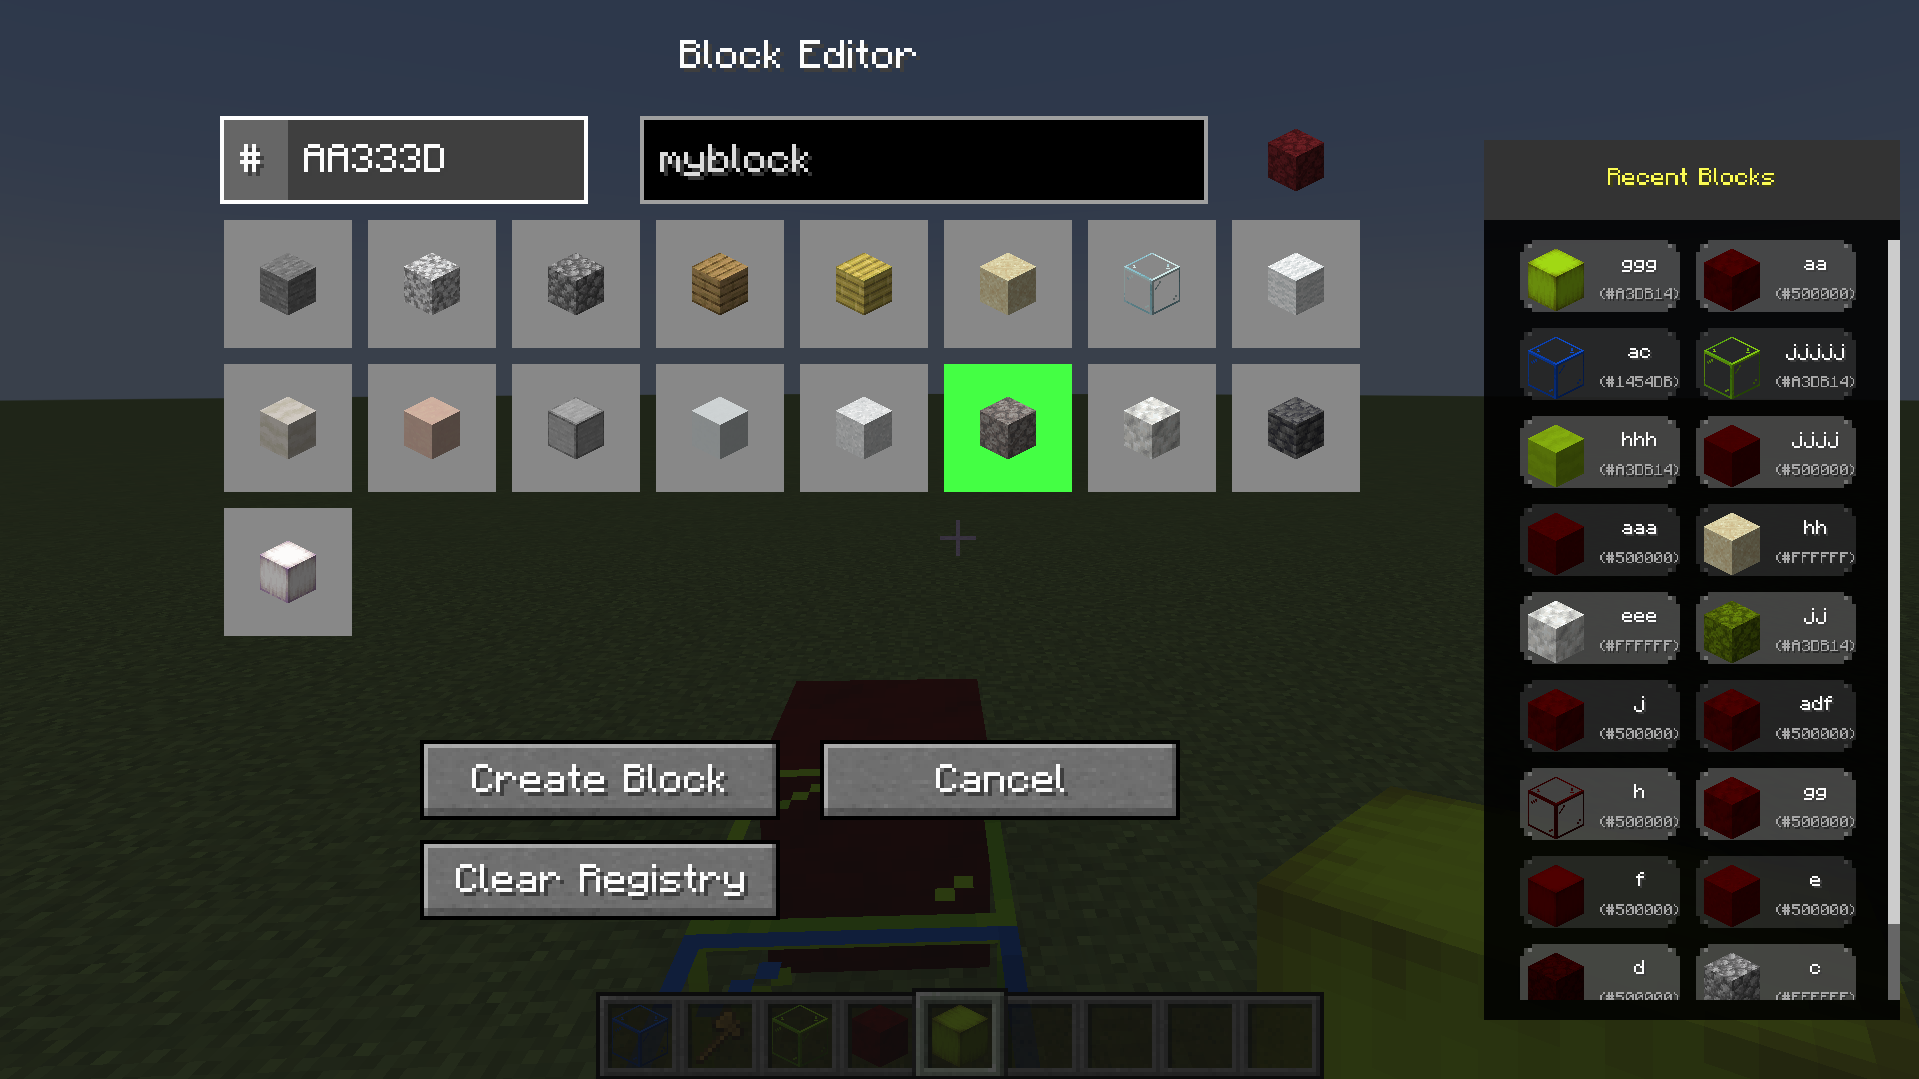 Block Editor
# AA333D
myblock
Create Block
Cancel
Clear Registry
Recent Blocks
ggg
(#A3DB14)
aa
(#500000)
ac
(#1454DB)
jjjjj
(#A3DB14)
hhh
(#A3DB14)
jjjj
(#500000)
aaa
(#500000)
hh
(#FFFFFF)
eee
(#FFFFFF)
jj
(#A3DB14)
j
(#500000)
adf
(#500000)
h
(#500000)
gg
(#500000)
f
(#500000)
e
(#500000)
d
(#500000)
c
(#FFFFFF)